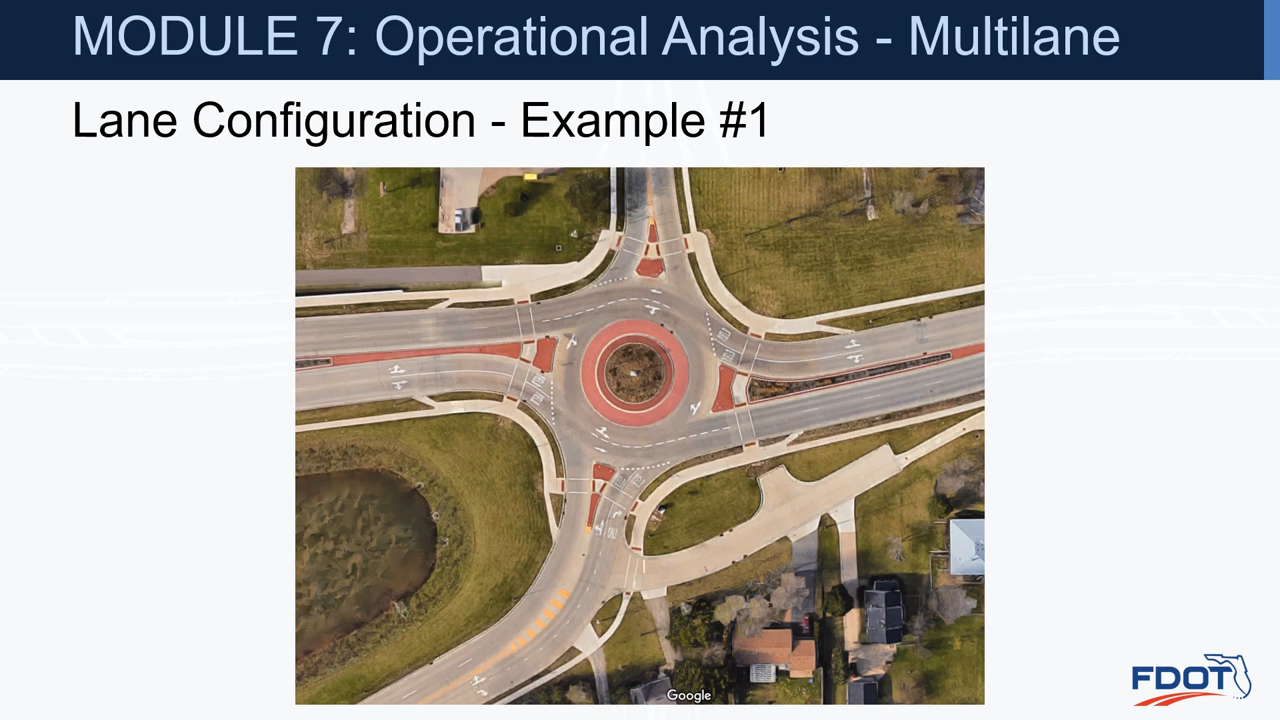 MODULE 7: Operational Analysis - Multilane
Lane Configuration - Example #1
Google
FDOT